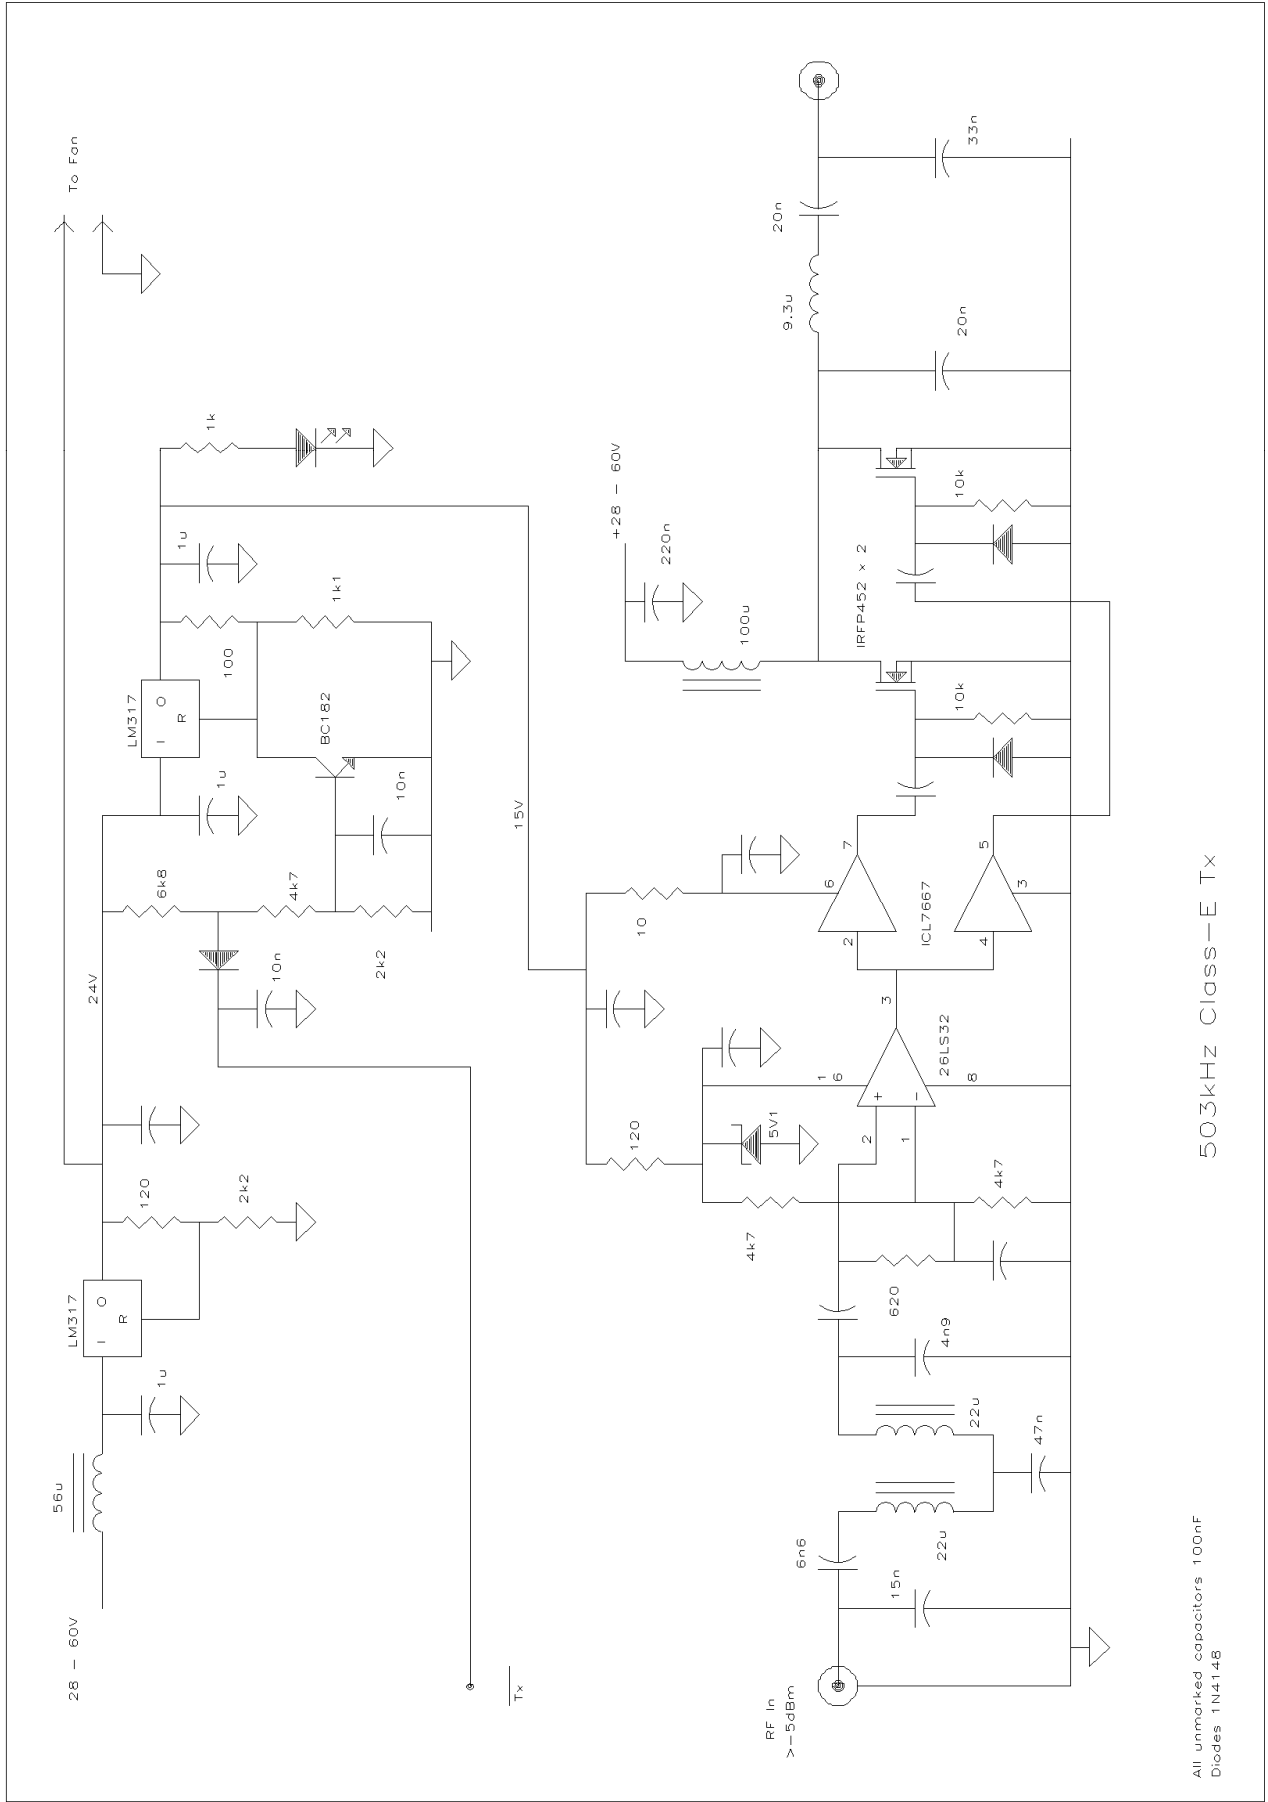 To Fan
28 – 60V
56u
1u
LM317
I
O
R
120
2k2
24V
10n
6k8
4k7
2k2
10n
1u
LM317
I
O
R
BC182
100
1k1
1u
1k
15V
Tx
RF In
>–5dBm
15n
6n6
22u
22u
47n
4n9
620
4k7
4k7
120
5V1
+
–
2
1
1 6
8
3
26LS32
10
2
6
7
ICL7667
4
3
5
10k
IRFP452 x 2
10k
100u
220n
+28 – 60V
20n
9.3u
20n
33n
503kHz Class–E Tx
All unmarked capacitors 100nF
Diodes 1N4148